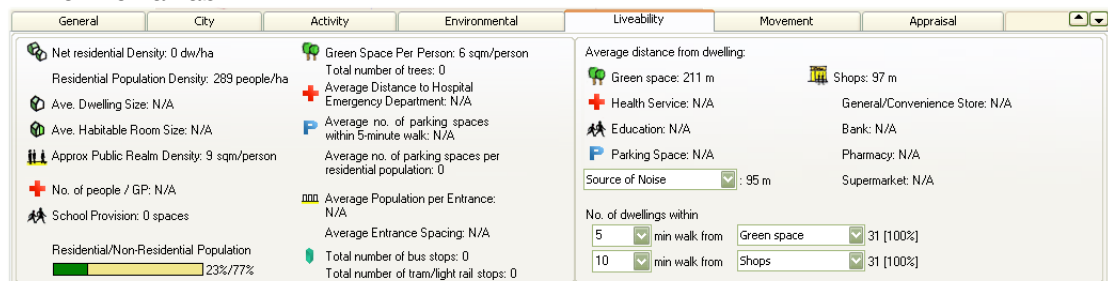 General City Activity Environmental Liveability Movement Appraisal
Net residential Density: 0 dw/ha
Residential Population Density: 289 people/ha
Ave. Dwelling Size: N/A
Ave. Habitable Room Size: N/A
Approx Public Realm Density: 9 sqm/person
No. of people / GP: N/A
School Provision: 0 spaces
Residential/Non-Residential Population
23%/77%
Green Space Per Person: 6 sqm/person
Total number of trees: 0
Average Distance to Hospital
Emergency Department: N/A
Average no. of parking spaces
within 5-minute walk: N/A
Average no. of parking spaces per
residential population: 0
Average Population per Entrance:
N/A
Average Entrance Spacing: N/A
Total number of bus stops: 0
Total number of tram/light rail stops: 0
Average distance from dwelling:
Green space: 211 m
Health Service: N/A
Education: N/A
Parking Space: N/A
Source of Noise : 95 m
Shops: 97 m
General/Convenience Store: N/A
Bank: N/A
Pharmacy: N/A
Supermarket: N/A
No. of dwellings within
5 min walk from Green space 31 [100%]
10 min walk from Shops 31 [100%]